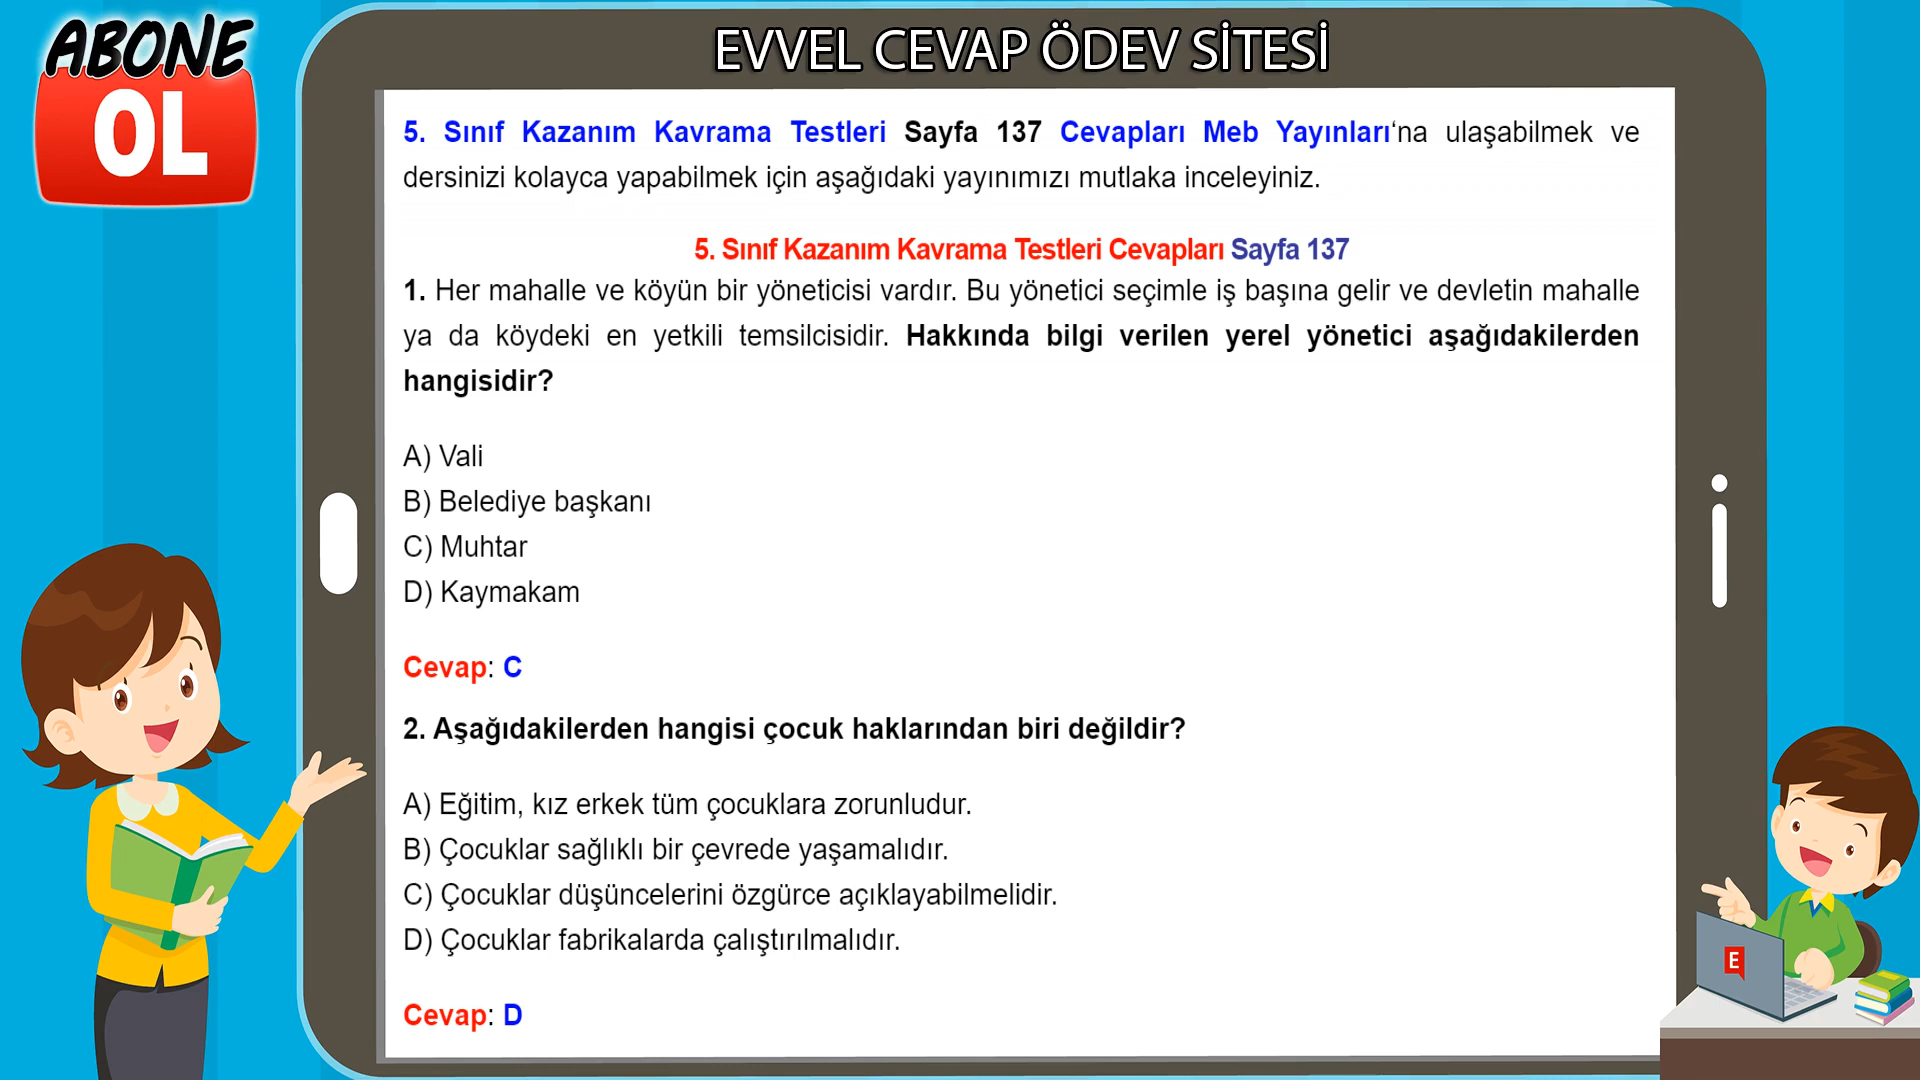 ABONE
OL
EVVEL CEVAP ÖDEV SİTESİ
5. Sınıf Kazanım Kavrama Testleri Sayfa 137 Cevapları Meb Yayınları‘na ulaşabilmek ve
dersinizi kolayca yapabilmek için aşağıdaki yayınımızı mutlaka inceleyiniz.
5. Sınıf Kazanım Kavrama Testleri Cevapları Sayfa 137
1. Her mahalle ve köyün bir yöneticisi vardır. Bu yönetici seçimle iş başına gelir ve devletin mahalle
ya da köydeki en yetkili temsilcisidir. Hakkında bilgi verilen yerel yönetici aşağıdakilerden
hangisidir?
A) Vali
B) Belediye başkanı
C) Muhtar
D) Kaymakam
Cevap: C
2. Aşağıdakilerden hangisi çocuk haklarından biri değildir?
A) Eğitim, kız erkek tüm çocuklara zorunludur.
B) Çocuklar sağlıklı bir çevrede yaşamalıdır.
C) Çocuklar düşüncelerini özgürce açıklayabilmelidir.
D) Çocuklar fabrikalarda çalıştırılmalıdır.
Cevap: D
E